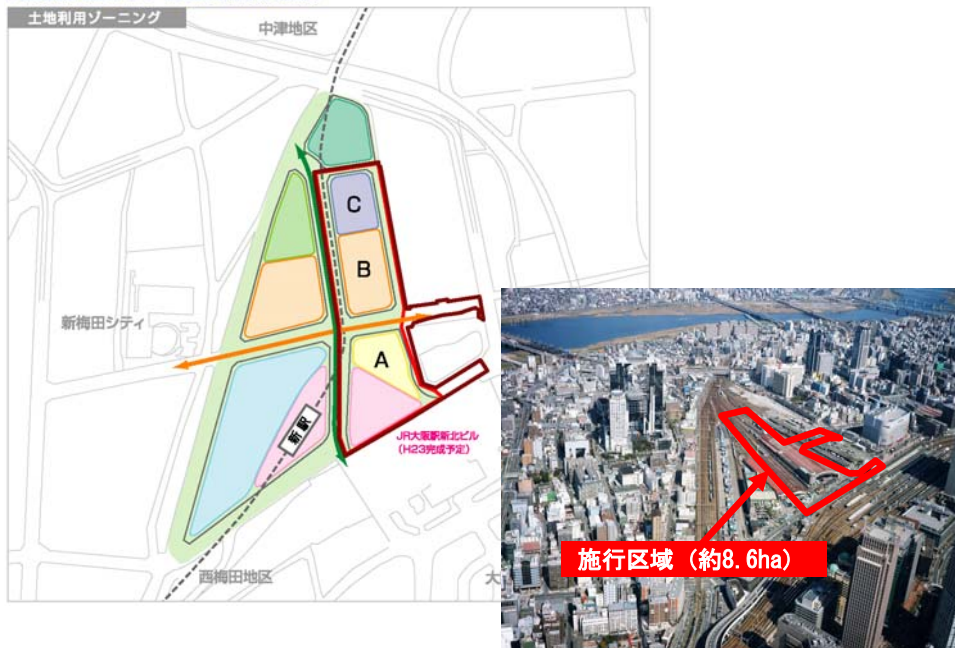 土地利用ゾーニング
中津地区
C
B
新梅田シティ
A
新駅
JR大阪駅新北ビル
(H23完成予定)
西梅田地区
大
施行区域 (約8.6ha)